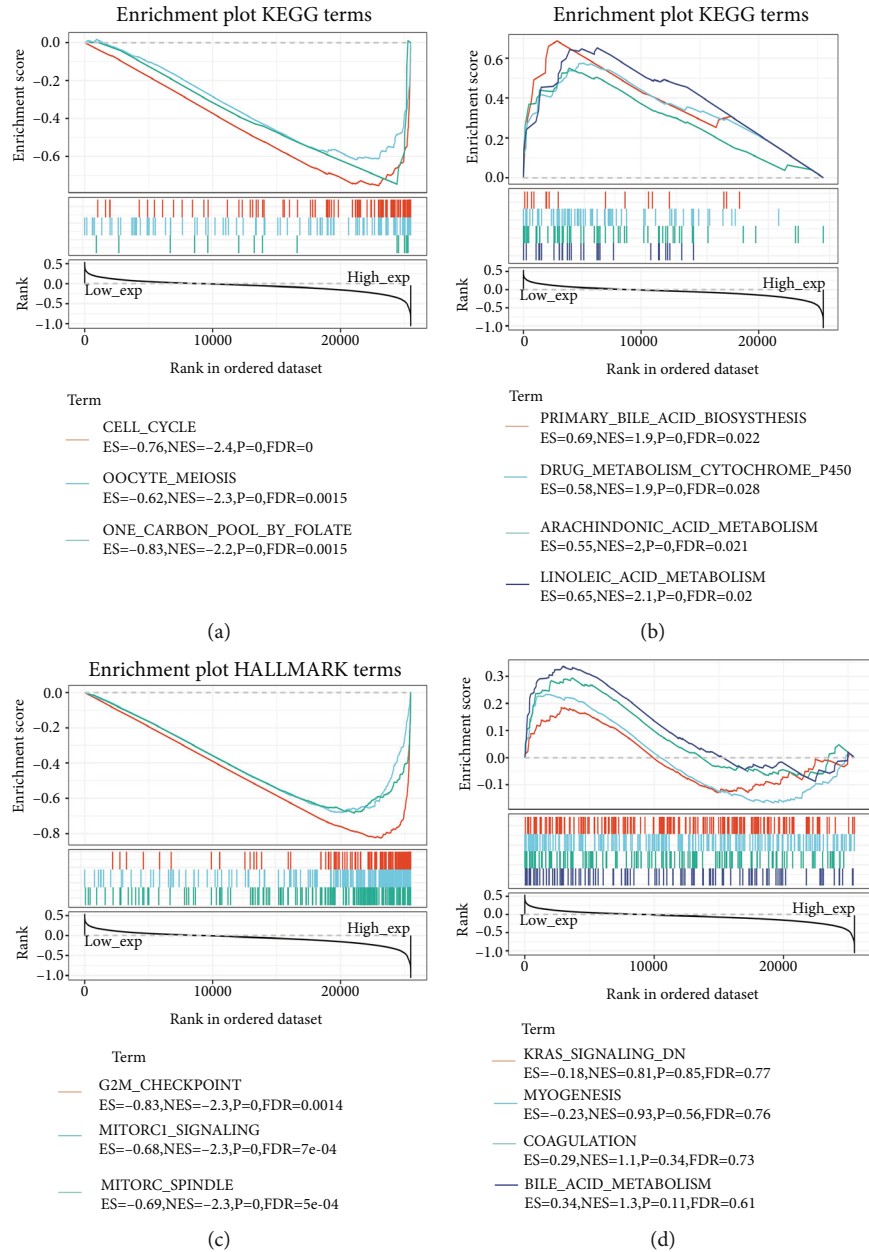 Enrichment plot KEGG terms
0.0
−0.2
−0.4
−0.6
Enrichment score
0.5
0.0
−0.5
−1.0
Rank
Low_exp
High_exp
0
10000
20000
Rank in ordered dataset
Term
CELL_CYCLE
ES=−0.76,NES=−2.4,P=0,FDR=0
OOCYTE_MEIOSIS
ES=−0.62,NES=−2.3,P=0,FDR=0.0015
ONE_CARBON_POOL_BY_FOLATE
ES=−0.83,NES=−2.2,P=0,FDR=0.0015
(a)
Enrichment plot KEGG terms
0.6
0.4
0.2
0.0
Enrichment score
0.5
0.0
−0.5
−1.0
Rank
Low_exp
High_exp
0
10000
20000
Rank in ordered dataset
Term
PRIMARY_BILE_ACID_BIOSYSTHESIS
ES=0.69,NES=1.9,P=0,FDR=0.022
DRUG_METABOLISM_CYTOCHROME_P450
ES=0.58,NES=1.9,P=0,FDR=0.028
ARACHINDONIC_ACID_METABOLISM
ES=0.55,NES=2,P=0,FDR=0.021
LINOLEIC_ACID_METABOLISM
ES=0.65,NES=2.1,P=0,FDR=0.02
(b)
Enrichment plot HALLMARK terms
0.0
−0.2
−0.4
−0.6
−0.8
Enrichment score
0.5
0.0
−0.5
−1.0
Rank
Low_exp
High_exp
0
10000
20000
Rank in ordered dataset
Term
G2M_CHECKPOINT
ES=−0.83,NES=−2.3,P=0,FDR=0.0014
MITORC1_SIGNALING
ES=−0.68,NES=−2.3,P=0,FDR=7e-04
MITORC_SPINDLE
ES=−0.69,NES=−2.3,P=0,FDR=5e-04
(c)
0.3
0.2
0.1
0.0
−0.1
Enrichment score
0.5
0.0
−0.5
−1.0
Rank
Low_exp
High_exp
0
10000
20000
Rank in ordered dataset
Term
KRAS_SIGNALING_DN
ES=−0.18,NES=0.81,P=0.85,FDR=0.77
MYOGENESIS
ES=−0.23,NES=0.93,P=0.56,FDR=0.76
COAGULATION
ES=0.29,NES=1.1,P=0.34,FDR=0.73
BILE_ACID_METABOLISM
ES=0.34,NES=1.3,P=0.11,FDR=0.61
(d)